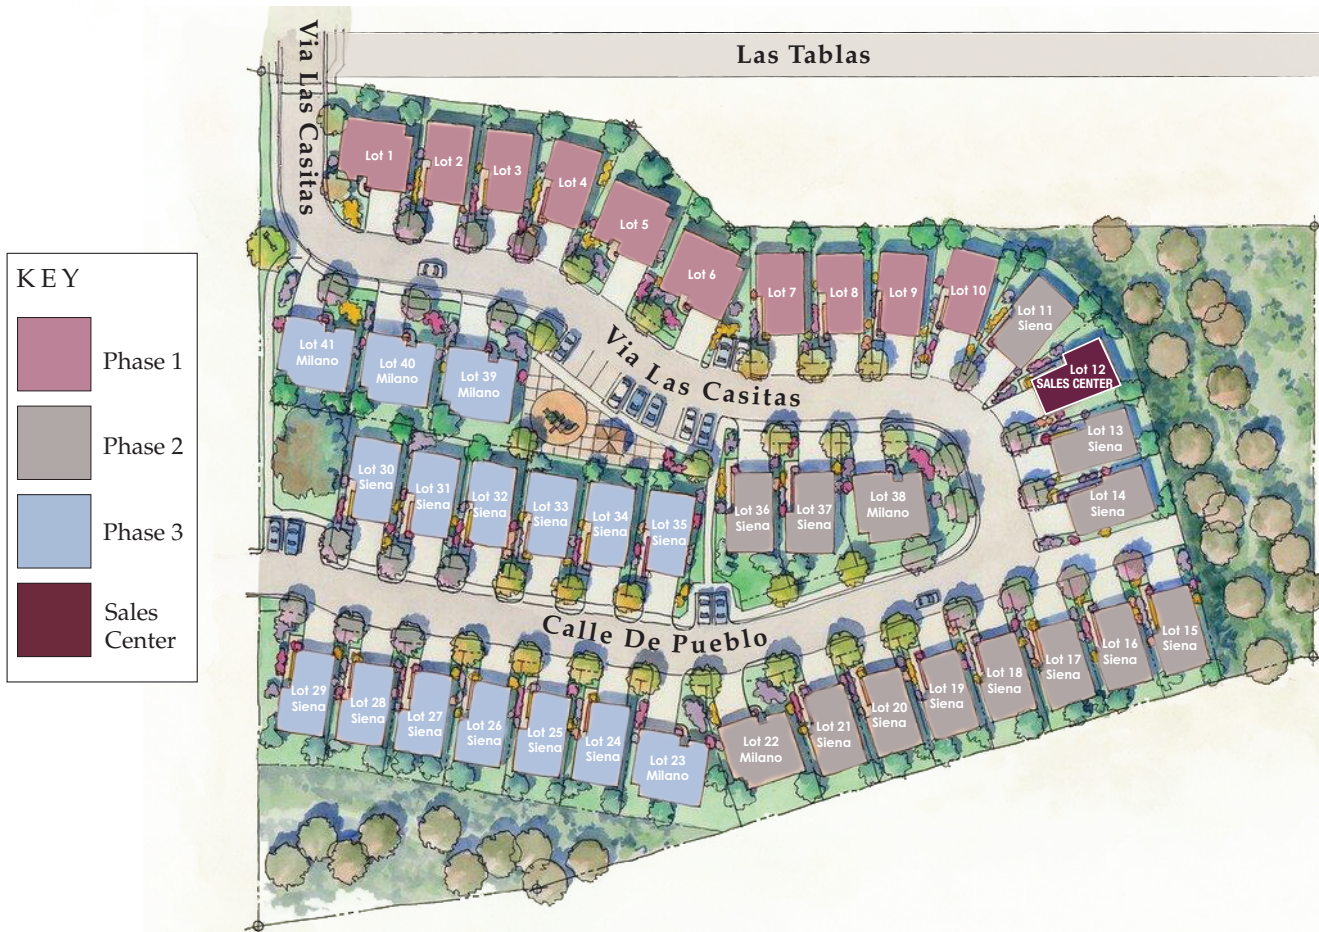 Las Tablas
Via Las Casitas
Lot 1
Lot 2
Lot 3
Lot 4
Lot 5
Lot 6
Lot 7
Lot 8
Lot 9
Lot 10
Lot 11
Siena
Lot 12
SALES CENTER
Lot 13
Siena
Lot 14
Siena
KEY
Phase 1
Phase 2
Phase 3
Sales
Center
Lot 41
Milano
Lot 40
Milano
Lot 39
Milano
Via Las Casitas
Lot 30
Siena
Lot 31
Siena
Lot 32
Siena
Lot 33
Siena
Lot 34
Siena
Lot 35
Siena
Lot 36
Siena
Lot 37
Siena
Lot 38
Milano
Calle De Pueblo
Lot 29
Siena
Lot 28
Siena
Lot 27
Siena
Lot 26
Siena
Lot 25
Siena
Lot 24
Siena
Lot 23
Milano
Lot 22
Milano
Lot 21
Siena
Lot 20
Siena
Lot 19
Siena
Lot 18
Siena
Lot 17
Siena
Lot 16
Siena
Lot 15
Siena